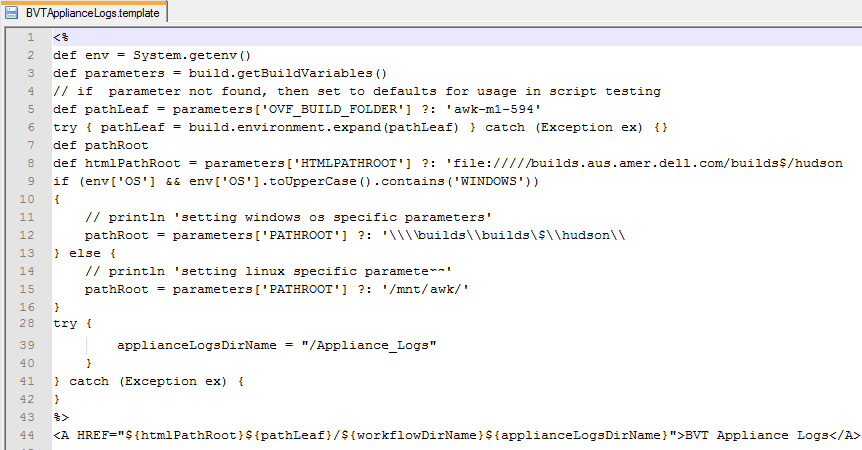 BVTApplianceLogs.template
1 <%
2 def env = System.getenv()
3 def parameters = build.getBuildVariables()
4 // if  parameter not found, then set to defaults for usage in script testing
5 def pathLeaf = parameters['OVF_BUILD_FOLDER'] ?: 'awk-m1-594'
6 try { pathLeaf = build.environment.expand(pathLeaf) } catch (Exception ex) {}
7 def pathRoot
8 def htmlPathRoot = parameters['HTMLPATHROOT'] ?: 'file://///builds.aus.amer.dell.com/builds$/hudson
9 if (env['OS'] && env['OS'].toUpperCase().contains('WINDOWS'))
10 {
11     // println 'setting windows os specific parameters'
12     pathRoot = parameters['PATHROOT'] ?: '\\\\builds\\builds\$\\hudson\\
13 } else {
14     // println 'setting linux specific
15     pathRoot = parameters['PATHROOT'] ?: '/mnt/awk/'
16 }
28 try {
39         applianceLogsDirName = "/Appliance_Logs"
40     }
41 } catch (Exception ex) {
42 }
43 %>
44 <A HREF="${htmlPathRoot}${pathLeaf}/${workflowDirName}${applianceLogsDirName}">BVT Appliance Logs</A>